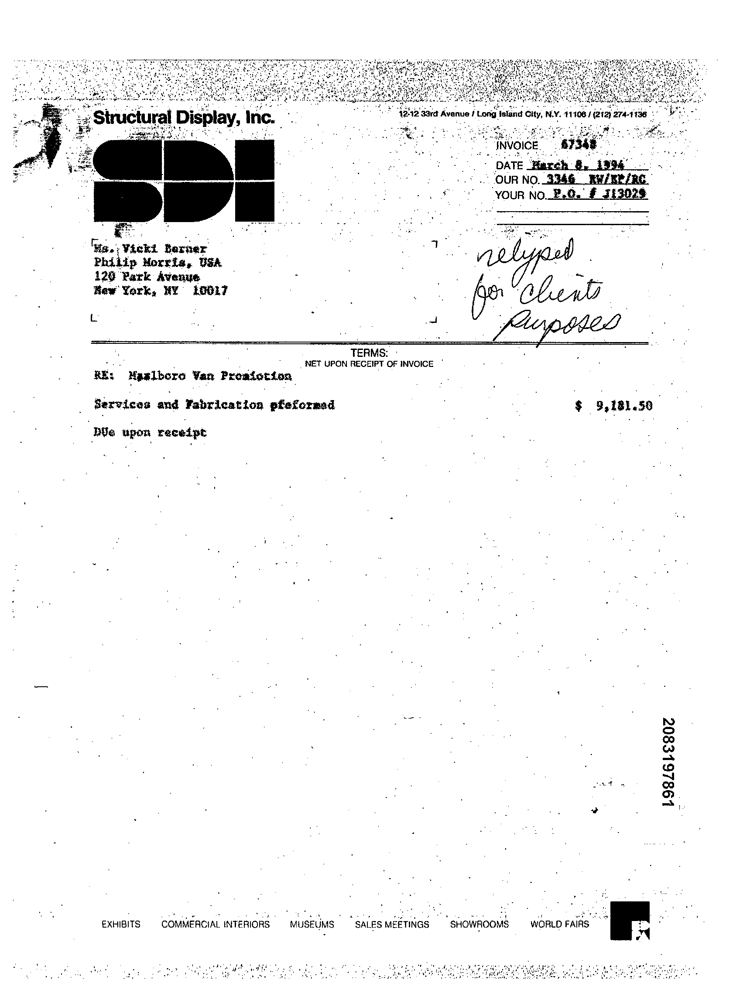 Structural Display, Inc.
12-12 33rd Avenue / Long Island City, N.Y. 11106 / (212) 274-1136
SDI
INVOICE 67348
DATE March 8, 1994
OUR NO. 3346 RW/KP/RG
YOUR NO. P.O. # J13029
Ms. Vicki Berner
Philip Morris, USA
120 Park Avenue
New York, NY 10017
retyped
for clients
purposes
TERMS:
NET UPON RECEIPT OF INVOICE
RE: Maslboro Van Promiotion
Services and Fabrication pfeformed $ 9,181.50
DUe upon receipt
2083197861
EXHIBITS COMMERCIAL INTERIORS MUSEUMS SALES MEETINGS SHOWROOMS WORLD FAIRS